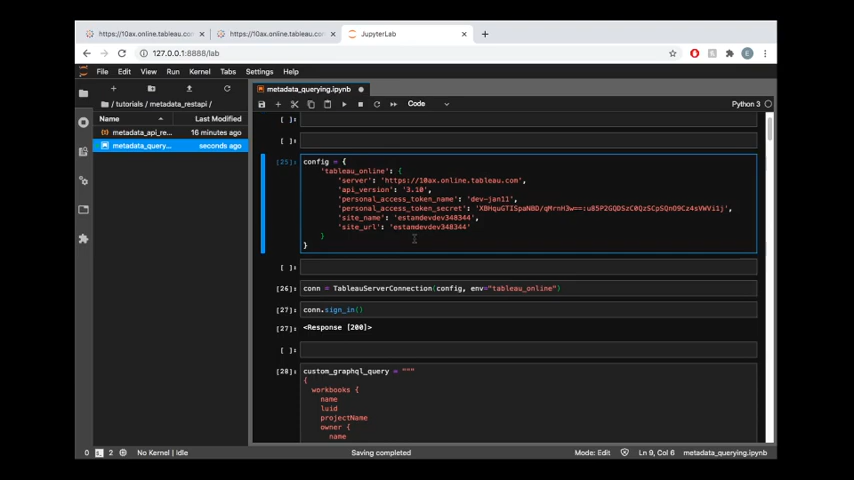 https://10ax.online.tableau.com
https://10ax.online.tableau.com
JupyterLab
127.0.0.1:8888/lab
E
File Edit View Run Kernel Tabs Settings Help
/ tutorials / metadata_restapi /
Name Last Modified
metadata_api_re... 16 minutes ago
metadata_query... seconds ago
metadata_querying.ipynb
Code
Python 3
[ ]:
[ ]:
[25]: config = {
'tableau_online': {
'server': 'https://10ax.online.tableau.com',
'api_version': '3.10',
'personal_access_token_name': 'dev-jan11',
'personal_access_token_secret':
'site_name': 'estamdevdev348344',
'site_url': 'estamdevdev348344'
}
}
[ ]:
[26]: conn = TableauServerConnection(config, env="tableau_online")
[27]: conn.sign_in()
[27]: <Response [200]>
[ ]:
[28]: custom_graphql_query = """
{
workbooks {
name
luid
projectName
owner {
name
0 2 No Kernel | Idle Saving completed Mode: Edit Ln 9, Col 6 metadata_querying.ipynb